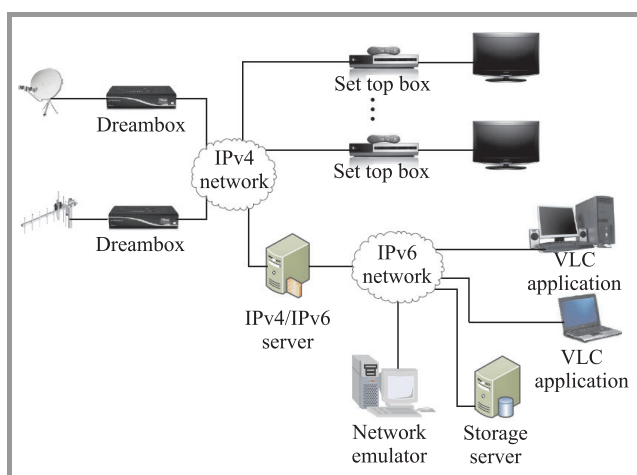 Set top box
Dreambox
IPv4
network
Set top box
Dreambox
IPv6
network
VLC
application
IPv4/IPv6
server
VLC
application
Network
emulator
Storage
server